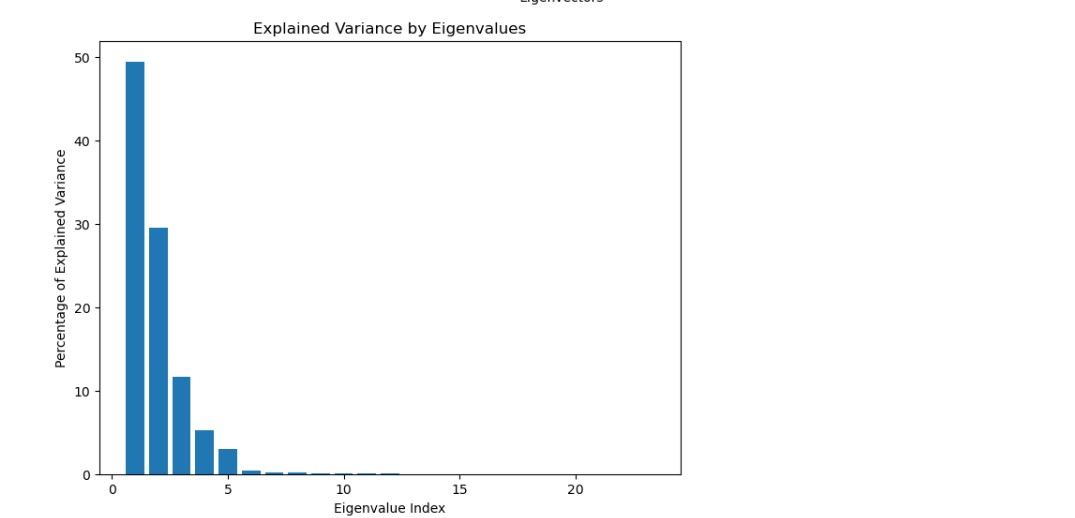 Eigenvectors
Explained Variance by Eigenvalues
50
40
30
20
10
0
Percentage of Explained Variance
0 5 10 15 20
Eigenvalue Index